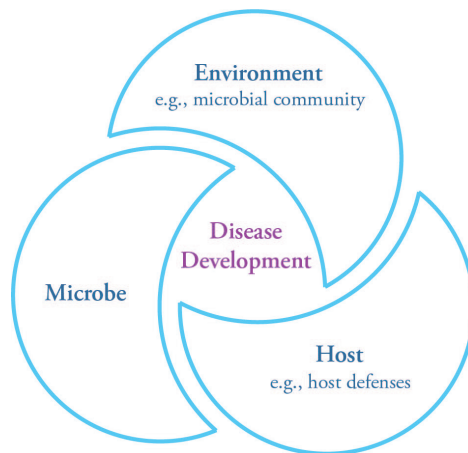 Environment
e.g., microbial community
Disease
Development
Microbe
Host
e.g., host defenses